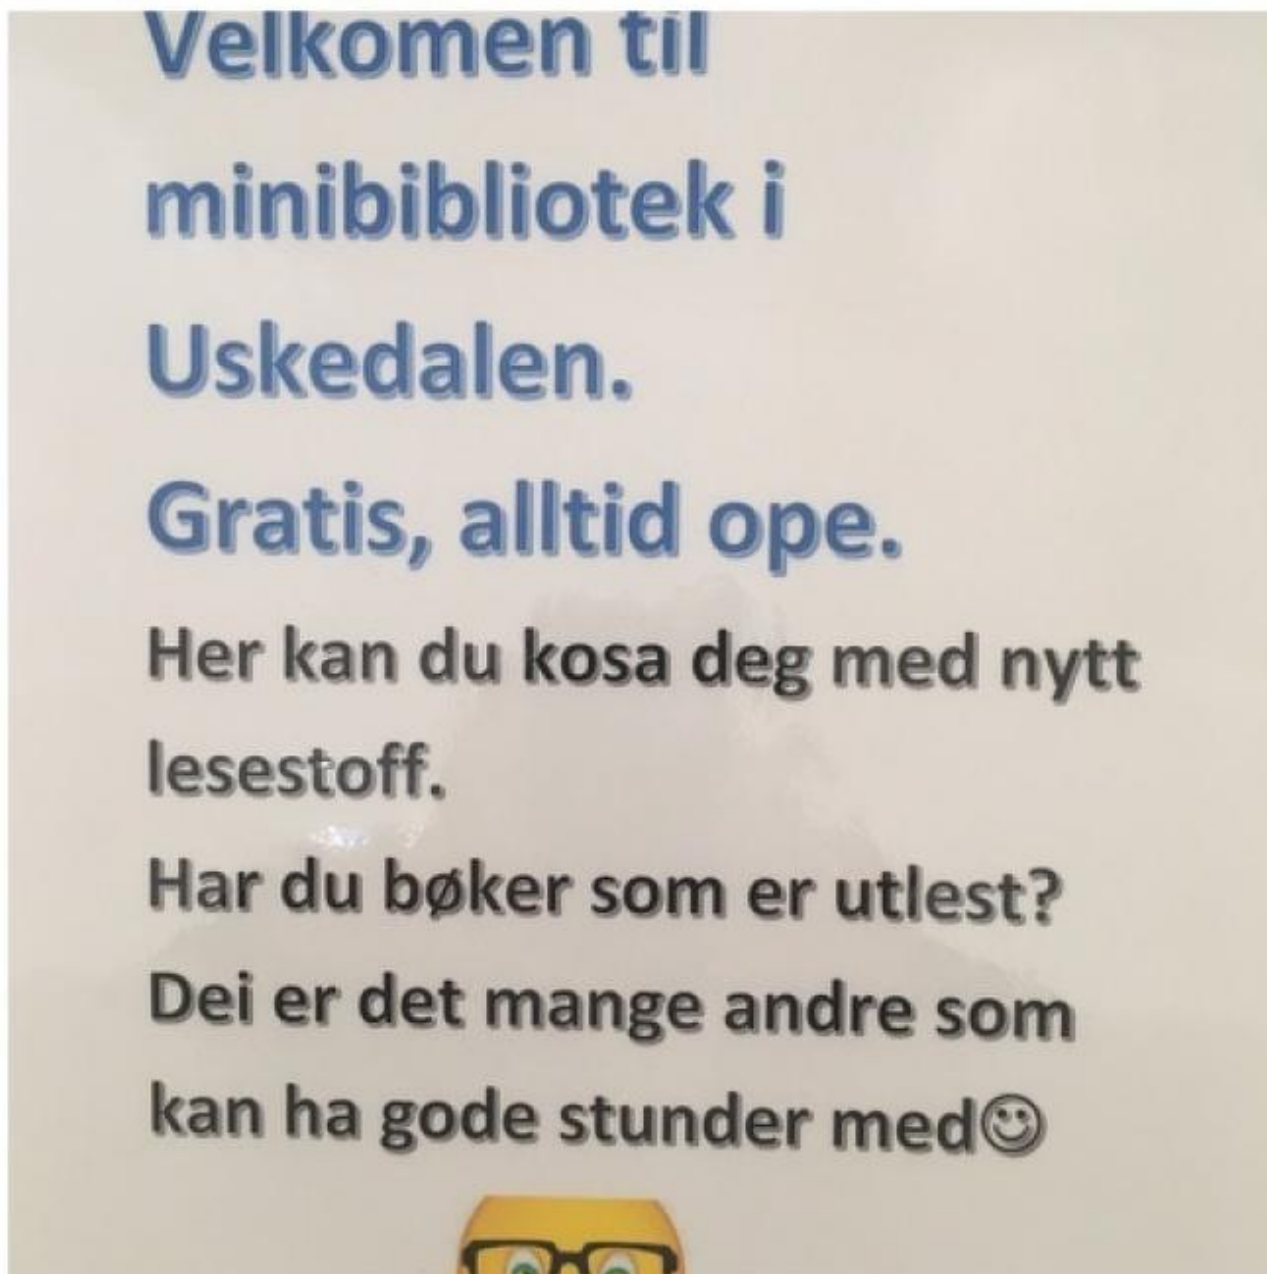 Velkomen til
minibibliotek i
Uskedalen.
Gratis, alltid ope.
Her kan du kosa deg med nytt
lesestoff.
Har du bøker som er utlest?
Dei er det mange andre som
kan ha gode stunder med☺